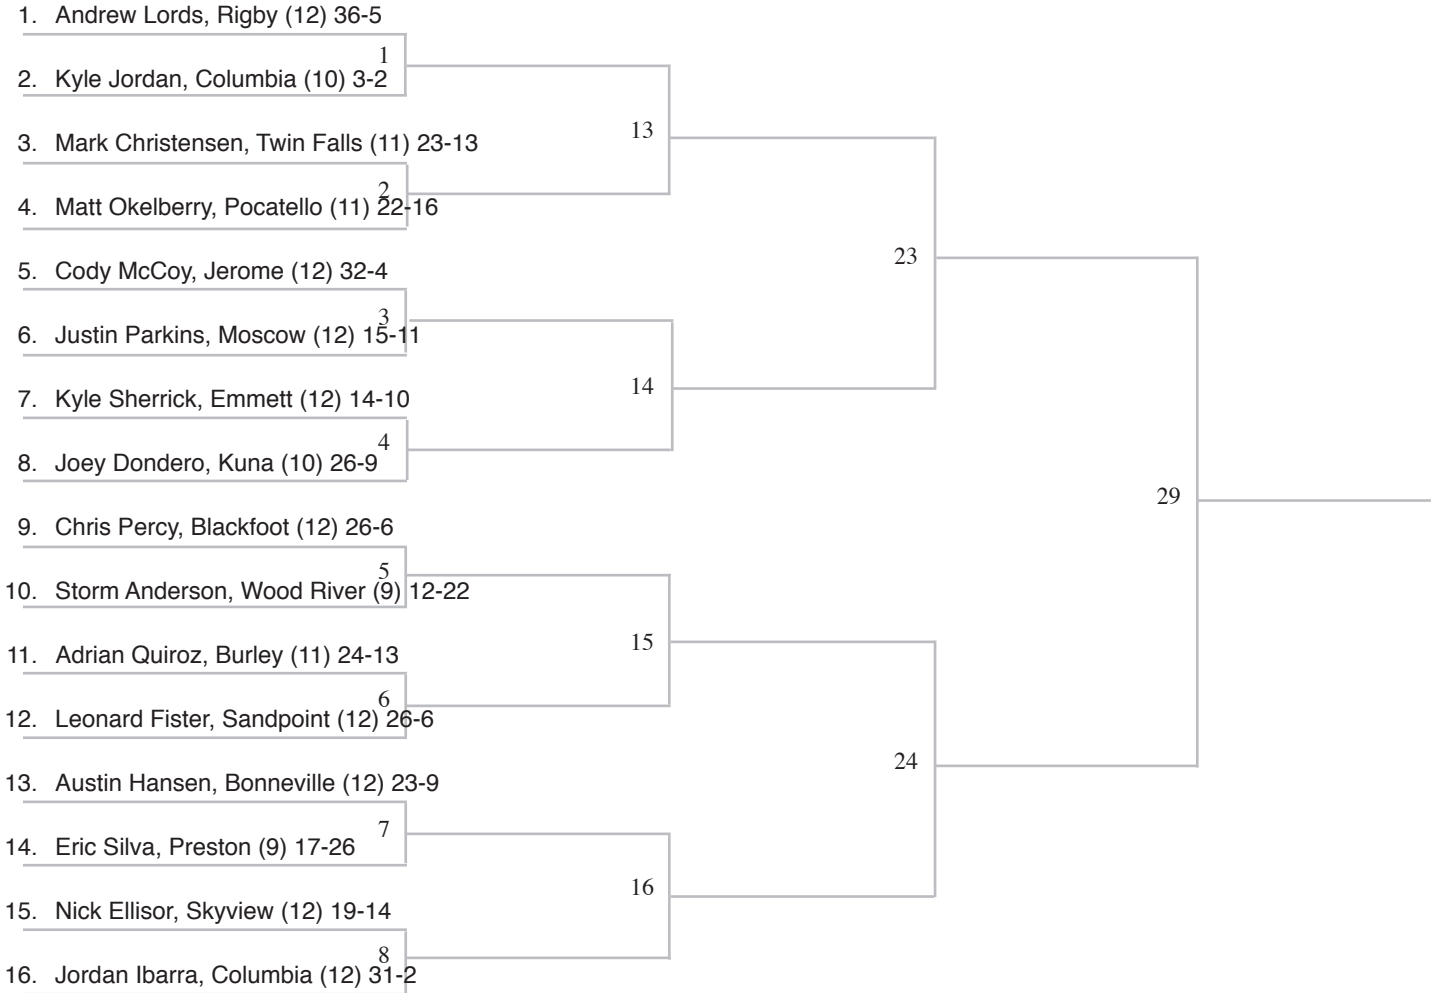 1. Andrew Lords, Rigby (12) 36-5
1
2. Kyle Jordan, Columbia (10) 3-2
13
3. Mark Christensen, Twin Falls (11) 23-13
2
4. Matt Okelberry, Pocatello (11) 22-16
23
5. Cody McCoy, Jerome (12) 32-4
3
6. Justin Parkins, Moscow (12) 15-11
14
7. Kyle Sherrick, Emmett (12) 14-10
4
8. Joey Dondero, Kuna (10) 26-9
29
9. Chris Percy, Blackfoot (12) 26-6
5
10. Storm Anderson, Wood River (9) 12-22
15
11. Adrian Quiroz, Burley (11) 24-13
6
12. Leonard Fister, Sandpoint (12) 26-6
24
13. Austin Hansen, Bonneville (12) 23-9
7
14. Eric Silva, Preston (9) 17-26
16
15. Nick Ellisor, Skyview (12) 19-14
8
16. Jordan Ibarra, Columbia (12) 31-2